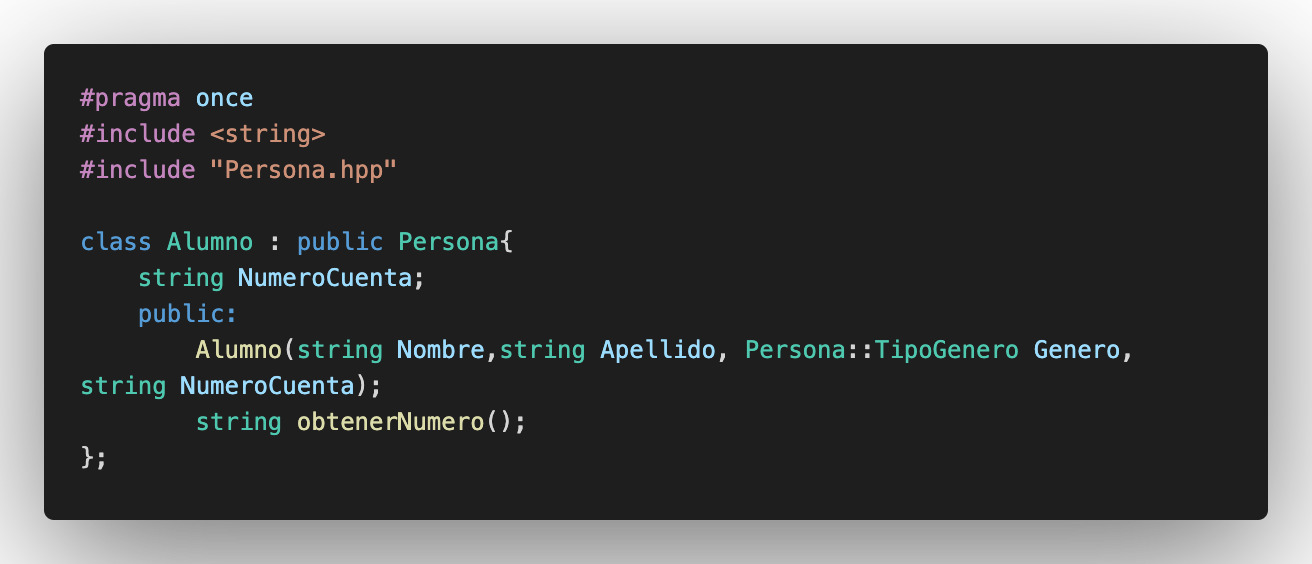 #pragma once
#include <string>
#include "Persona.hpp"

class Alumno : public Persona{
    string NumeroCuenta;
    public:
        Alumno(string Nombre,string Apellido, Persona::TipoGenero Genero,
string NumeroCuenta);
        string obtenerNumero();
};